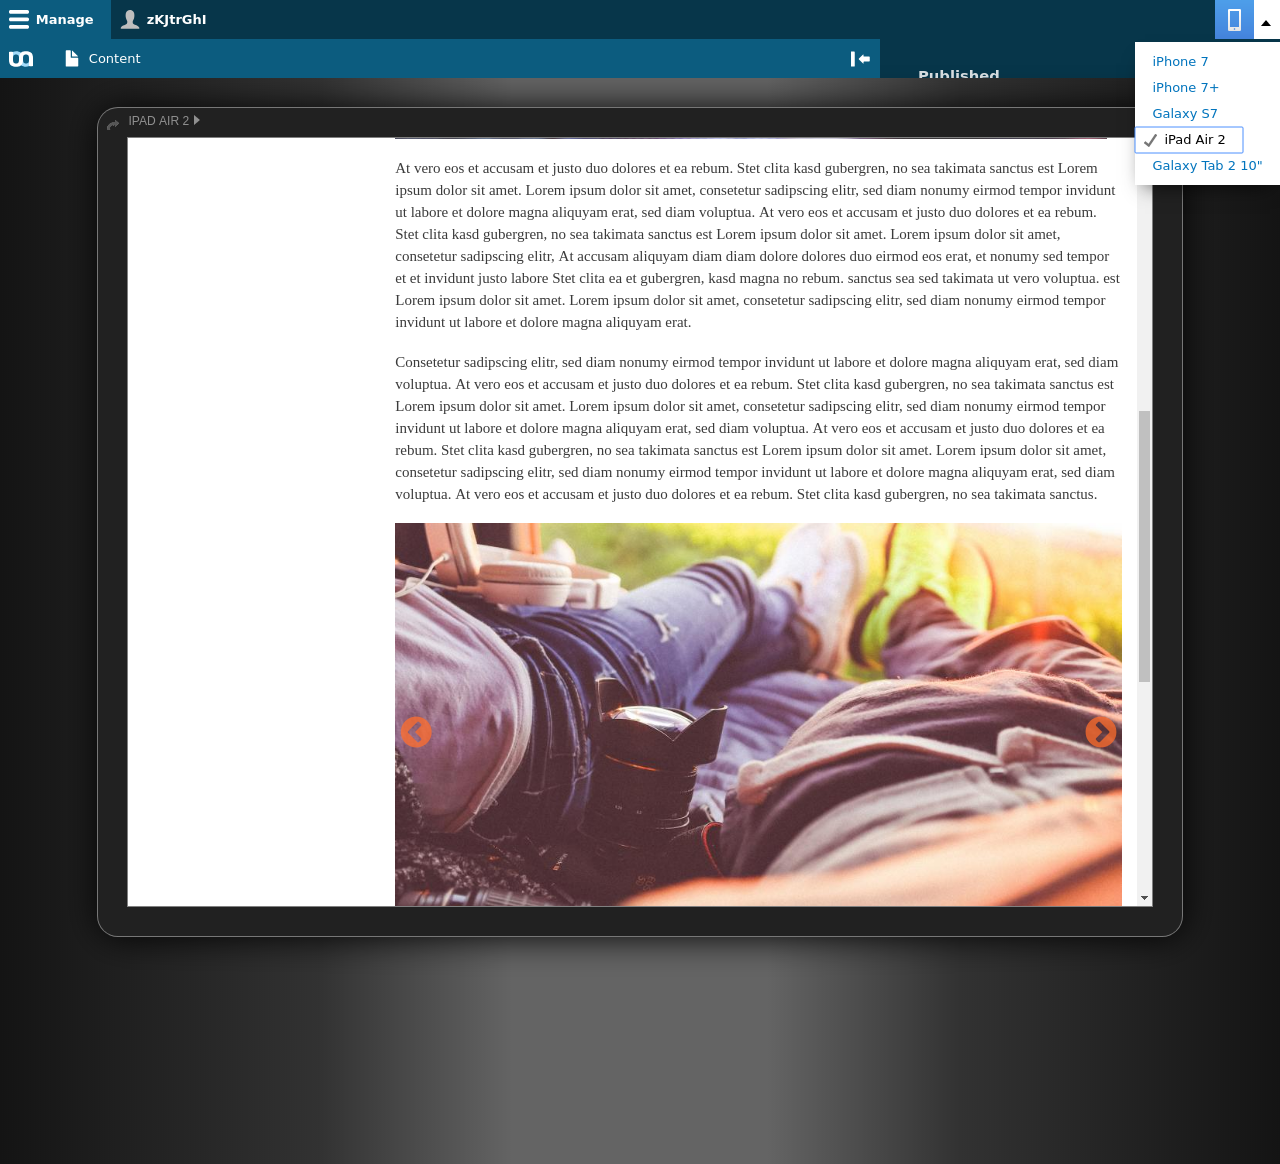 Manage
zKJtrGhI
Content
Published
iPhone 7
iPhone 7+
Galaxy S7
iPad Air 2
Galaxy Tab 2 10"
IPAD AIR 2
At vero eos et accusam et justo duo dolores et ea rebum. Stet clita kasd gubergren, no sea takimata sanctus est Lorem
ipsum dolor sit amet. Lorem ipsum dolor sit amet, consetetur sadipscing elitr, sed diam nonumy eirmod tempor invidunt
ut labore et dolore magna aliquyam erat, sed diam voluptua. At vero eos et accusam et justo duo dolores et ea rebum.
Stet clita kasd gubergren, no sea takimata sanctus est Lorem ipsum dolor sit amet. Lorem ipsum dolor sit amet,
consetetur sadipscing elitr, At accusam aliquyam diam diam dolore dolores duo eirmod eos erat, et nonumy sed tempor
et et invidunt justo labore Stet clita ea et gubergren, kasd magna no rebum. sanctus sea sed takimata ut vero voluptua. est
Lorem ipsum dolor sit amet. Lorem ipsum dolor sit amet, consetetur sadipscing elitr, sed diam nonumy eirmod tempor
invidunt ut labore et dolore magna aliquyam erat.
Consetetur sadipscing elitr, sed diam nonumy eirmod tempor invidunt ut labore et dolore magna aliquyam erat, sed diam
voluptua. At vero eos et accusam et justo duo dolores et ea rebum. Stet clita kasd gubergren, no sea takimata sanctus est
Lorem ipsum dolor sit amet. Lorem ipsum dolor sit amet, consetetur sadipscing elitr, sed diam nonumy eirmod tempor
invidunt ut labore et dolore magna aliquyam erat, sed diam voluptua. At vero eos et accusam et justo duo dolores et ea
rebum. Stet clita kasd gubergren, no sea takimata sanctus est Lorem ipsum dolor sit amet. Lorem ipsum dolor sit amet,
consetetur sadipscing elitr, sed diam nonumy eirmod tempor invidunt ut labore et dolore magna aliquyam erat, sed diam
voluptua. At vero eos et accusam et justo duo dolores et ea rebum. Stet clita kasd gubergren, no sea takimata sanctus.